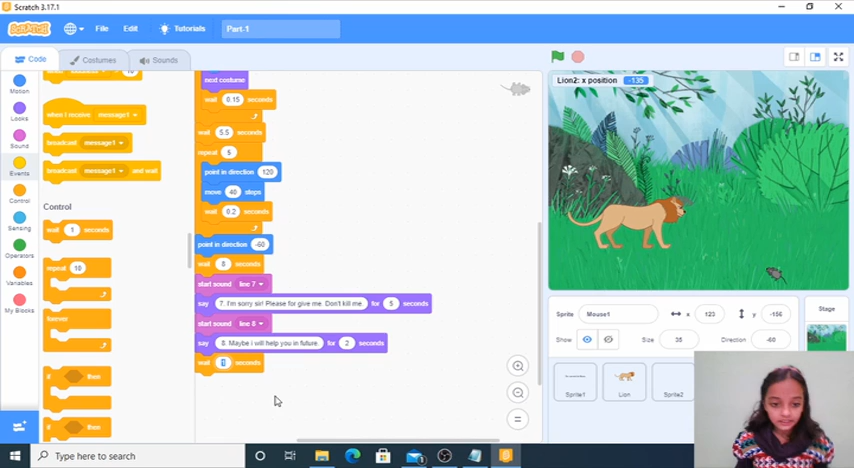 Scratch 3.17.1
SCRATCH File Edit Tutorials Part-1
Code Costumes Sounds
Motion
Looks
Sound
Events
Control
Sensing
Operators
Variables
My Blocks
when I receive message1
broadcast message1
broadcast message1 and wait
Control
wait 1 seconds
repeat 10
forever
if then
if then
next costume
wait 0.15 seconds
wait 5.5 seconds
repeat 5
point in direction 120
move 40 steps
wait 0.2 seconds
point in direction -60
wait 8 seconds
start sound line 7
say 7. I'm sorry sir! Please for give me. Don't kill me. for 5 seconds
start sound line 8
say 8. Maybe i will help you in future. for 2 seconds
wait seconds
Lion2: x position -135
Sprite Mouse1 x 123 y -156
Show Size 35 Direction -60
Stage
Sprite1 Lion Sprite2
Type here to search